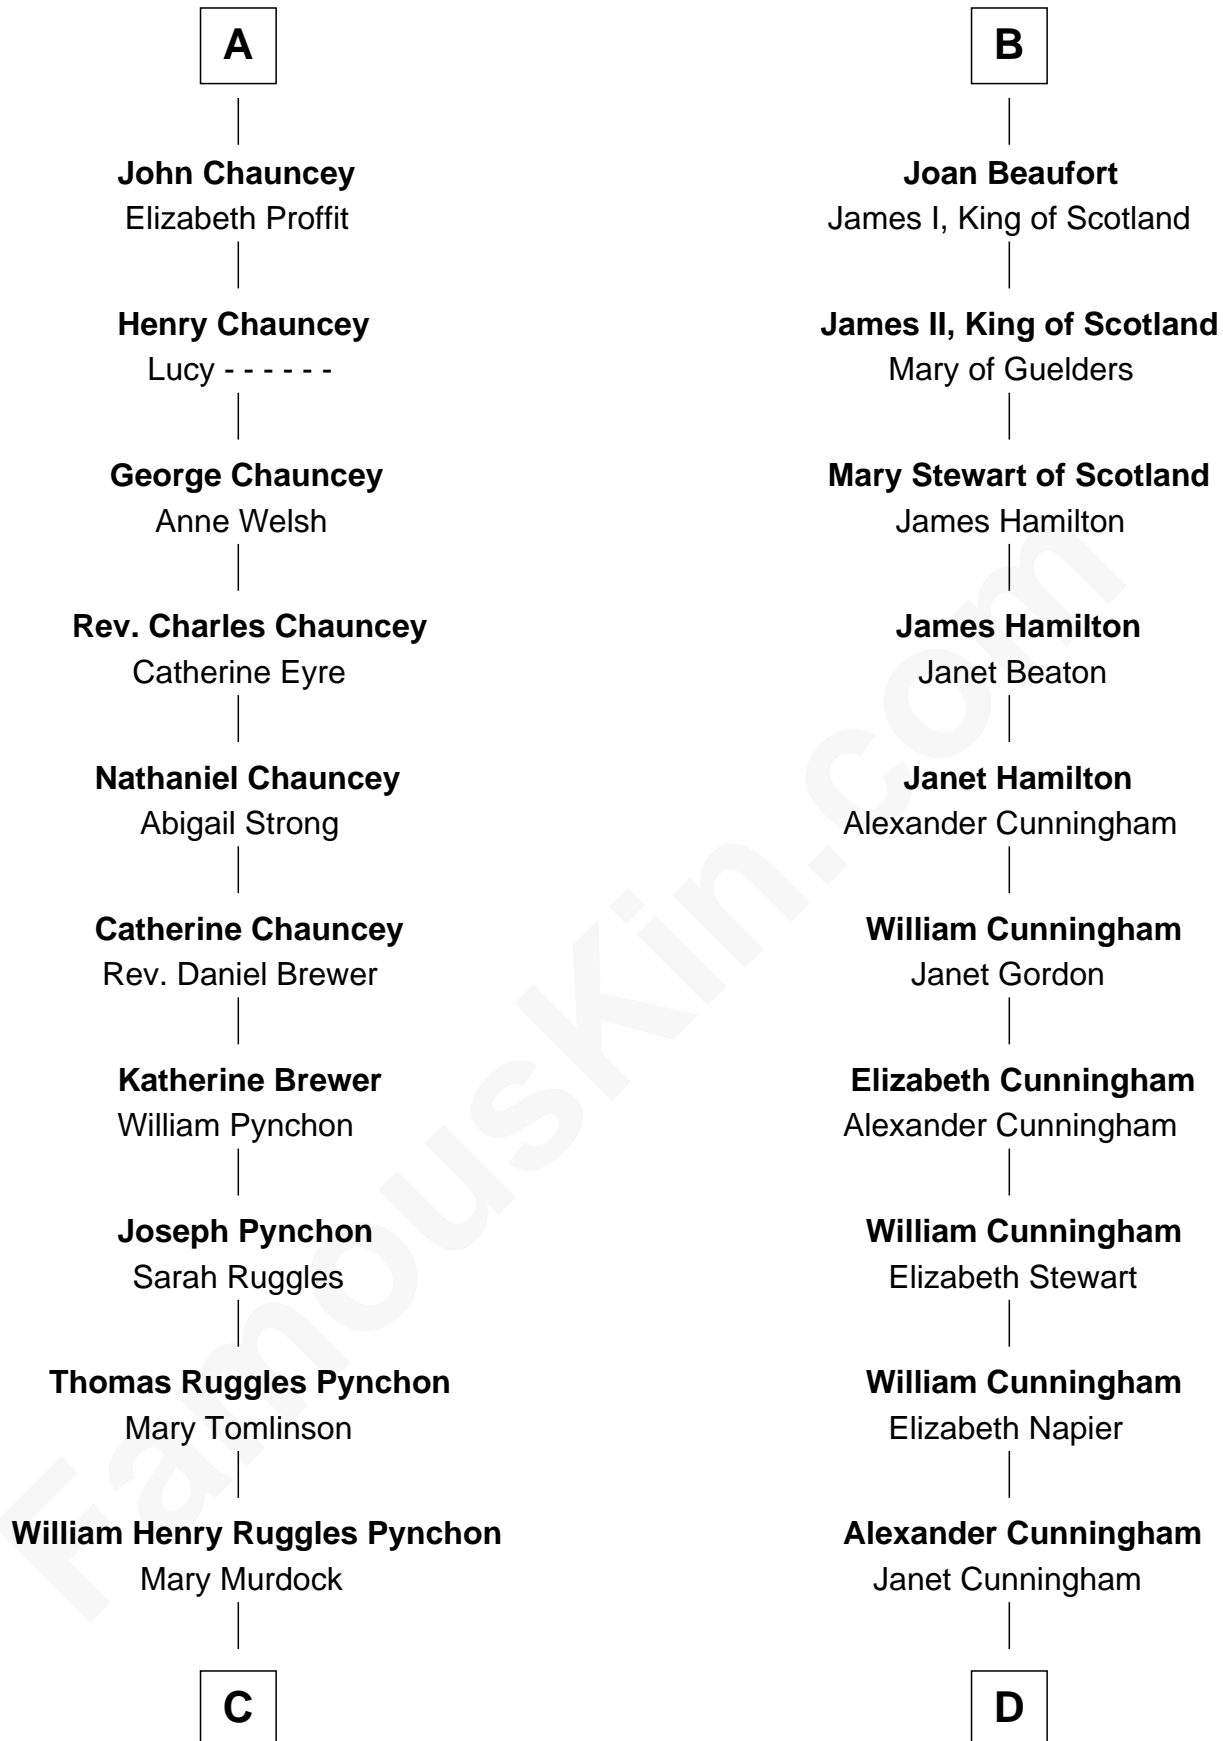 A
John Chauncey
Elizabeth Proffit
Henry Chauncey
Lucy - - - - - -
George Chauncey
Anne Welsh
Rev. Charles Chauncey
Catherine Eyre
Nathaniel Chauncey
Abigail Strong
Catherine Chauncey
Rev. Daniel Brewer
Katherine Brewer
William Pynchon
Joseph Pynchon
Sarah Ruggles
Thomas Ruggles Pynchon
Mary Tomlinson
William Henry Ruggles Pynchon
Mary Murdock
C
B
Joan Beaufort
James I, King of Scotland
James II, King of Scotland
Mary of Guelders
Mary Stewart of Scotland
James Hamilton
James Hamilton
Janet Beaton
Janet Hamilton
Alexander Cunningham
William Cunningham
Janet Gordon
Elizabeth Cunningham
Alexander Cunningham
William Cunningham
Elizabeth Stewart
William Cunningham
Elizabeth Napier
Alexander Cunningham
Janet Cunningham
D
FamousKin.com